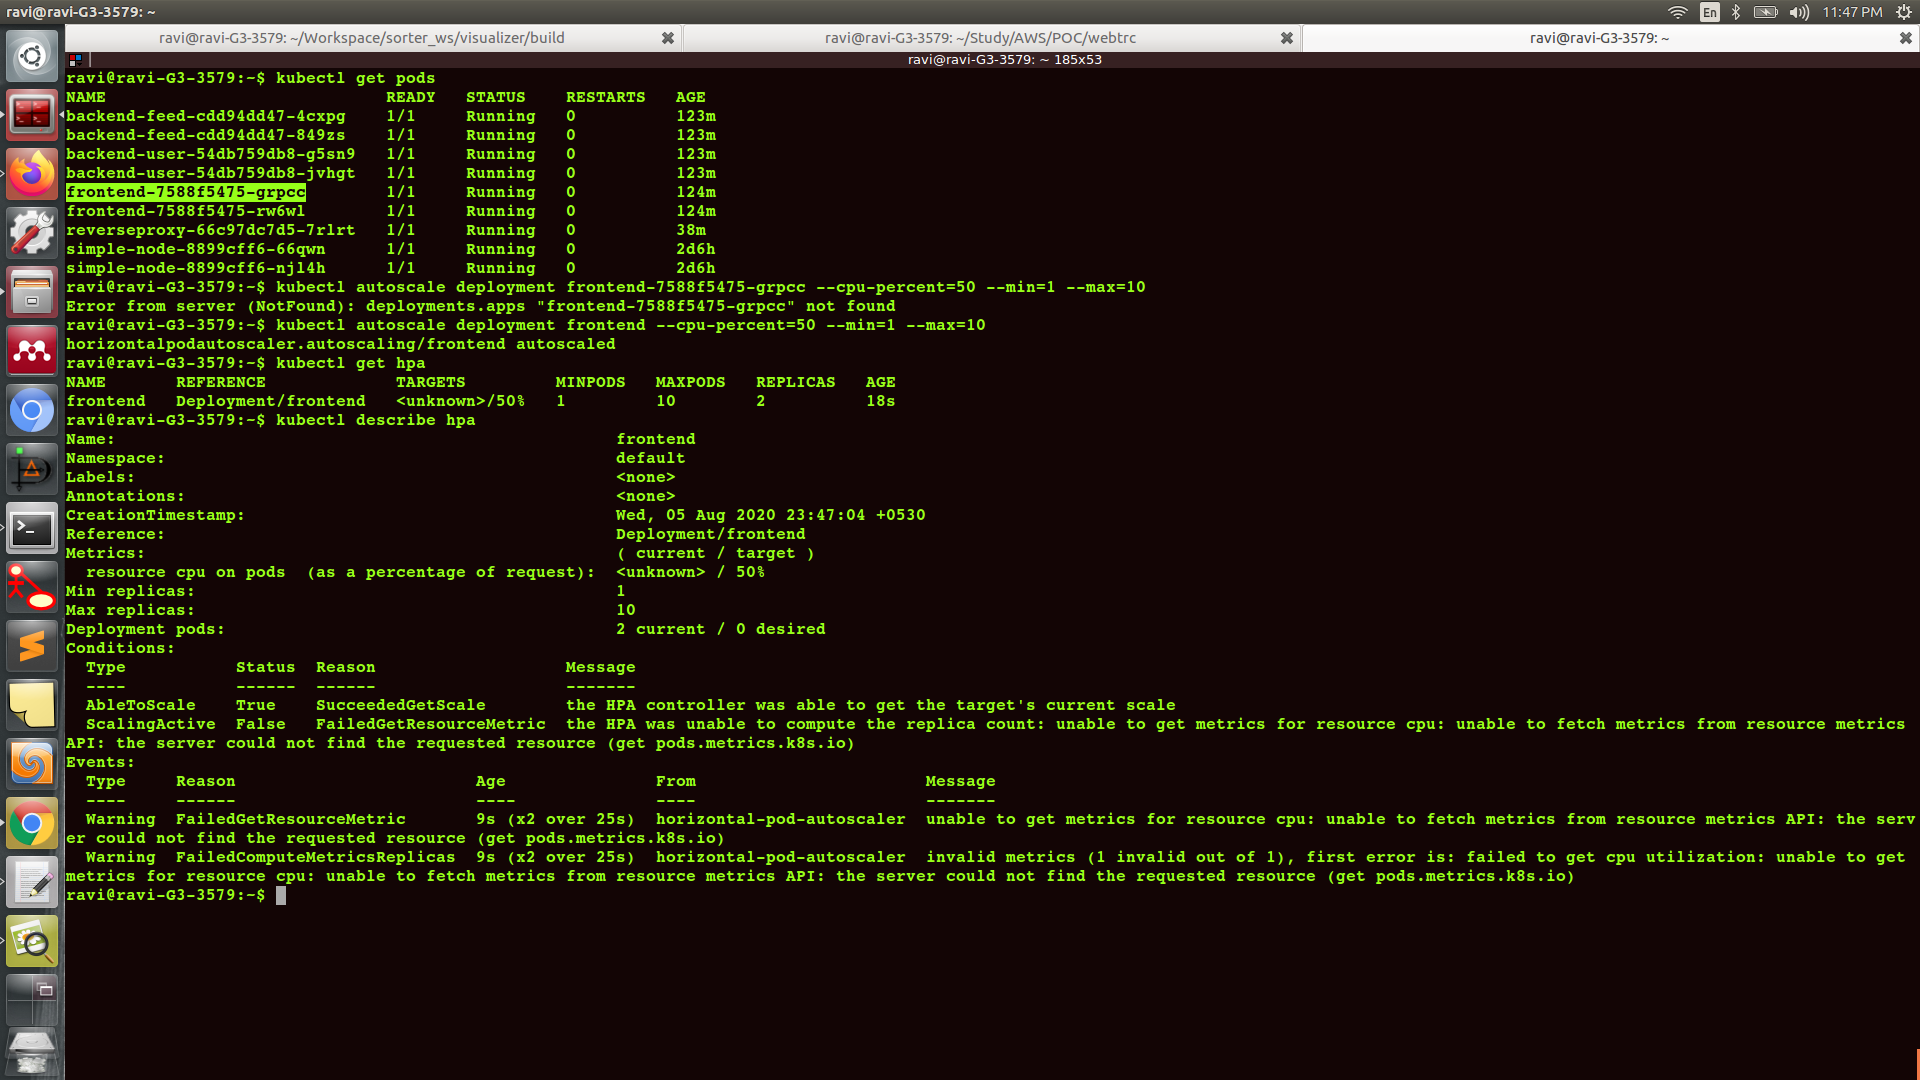 ravi@ravi-G3-3579: ~
En
11:47 PM
ravi@ravi-G3-3579: ~/Workspace/sorter_ws/visualizer/build
ravi@ravi-G3-3579: ~/Study/AWS/POC/webtrc
ravi@ravi-G3-3579: ~
ravi@ravi-G3-3579: ~ 185x53
ravi@ravi-G3-3579:~$ kubectl get pods
NAME READY STATUS RESTARTS AGE
backend-feed-cdd94dd47-4cxpg 1/1 Running 0 123m
backend-feed-cdd94dd47-849zs 1/1 Running 0 123m
backend-user-54db759db8-g5sn9 1/1 Running 0 123m
backend-user-54db759db8-jvhgt 1/1 Running 0 123m
frontend-7588f5475-grpcc 1/1 Running 0 124m
frontend-7588f5475-rw6wl 1/1 Running 0 124m
reverseproxy-66c97dc7d5-7rlrt 1/1 Running 0 38m
simple-node-8899cff6-66qwn 1/1 Running 0 2d6h
simple-node-8899cff6-njl4h 1/1 Running 0 2d6h
ravi@ravi-G3-3579:~$ kubectl autoscale deployment frontend-7588f5475-grpcc --cpu-percent=50 --min=1 --max=10
Error from server (NotFound): deployments.apps "frontend-7588f5475-grpcc" not found
ravi@ravi-G3-3579:~$ kubectl autoscale deployment frontend --cpu-percent=50 --min=1 --max=10
horizontalpodautoscaler.autoscaling/frontend autoscaled
ravi@ravi-G3-3579:~$ kubectl get hpa
NAME REFERENCE TARGETS MINPODS MAXPODS REPLICAS AGE
frontend Deployment/frontend <unknown>/50% 1 10 2 18s
ravi@ravi-G3-3579:~$ kubectl describe hpa
Name: frontend
Namespace: default
Labels: <none>
Annotations: <none>
CreationTimestamp: Wed, 05 Aug 2020 23:47:04 +0530
Reference: Deployment/frontend
Metrics: ( current / target )
resource cpu on pods (as a percentage of request): <unknown> / 50%
Min replicas: 1
Max replicas: 10
Deployment pods: 2 current / 0 desired
Conditions:
Type Status Reason Message
---- ------ ------ -------
AbleToScale True SucceededGetScale the HPA controller was able to get the target's current scale
ScalingActive False FailedGetResourceMetric the HPA was unable to compute the replica count: unable to get metrics for resource cpu: unable to fetch metrics from resource metrics
API: the server could not find the requested resource (get pods.metrics.k8s.io)
Events:
Type Reason Age From Message
---- ------ ---- ---- -------
Warning FailedGetResourceMetric 9s (x2 over 25s) horizontal-pod-autoscaler unable to get metrics for resource cpu: unable to fetch metrics from resource metrics API: the serv
er could not find the requested resource (get pods.metrics.k8s.io)
Warning FailedComputeMetricsReplicas 9s (x2 over 25s) horizontal-pod-autoscaler invalid metrics (1 invalid out of 1), first error is: failed to get cpu utilization: unable to get
metrics for resource cpu: unable to fetch metrics from resource metrics API: the server could not find the requested resource (get pods.metrics.k8s.io)
ravi@ravi-G3-3579:~$